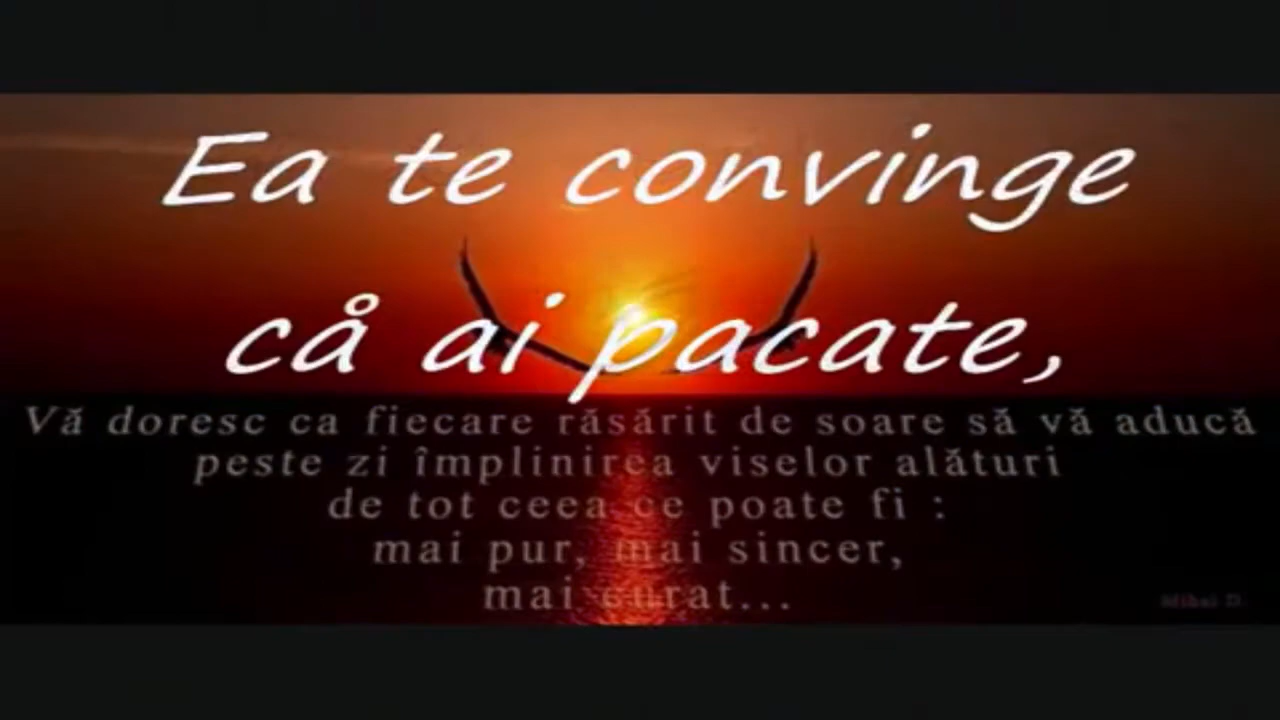 Ea te convinge
cå ai pacate,
Vă doresc ca fiecare răsărit de soare să vă aducă
peste zi împlinirea viselor alături
de tot ceea ce poate fi :
mai pur, mai sincer,
mai curat...
Mihai D